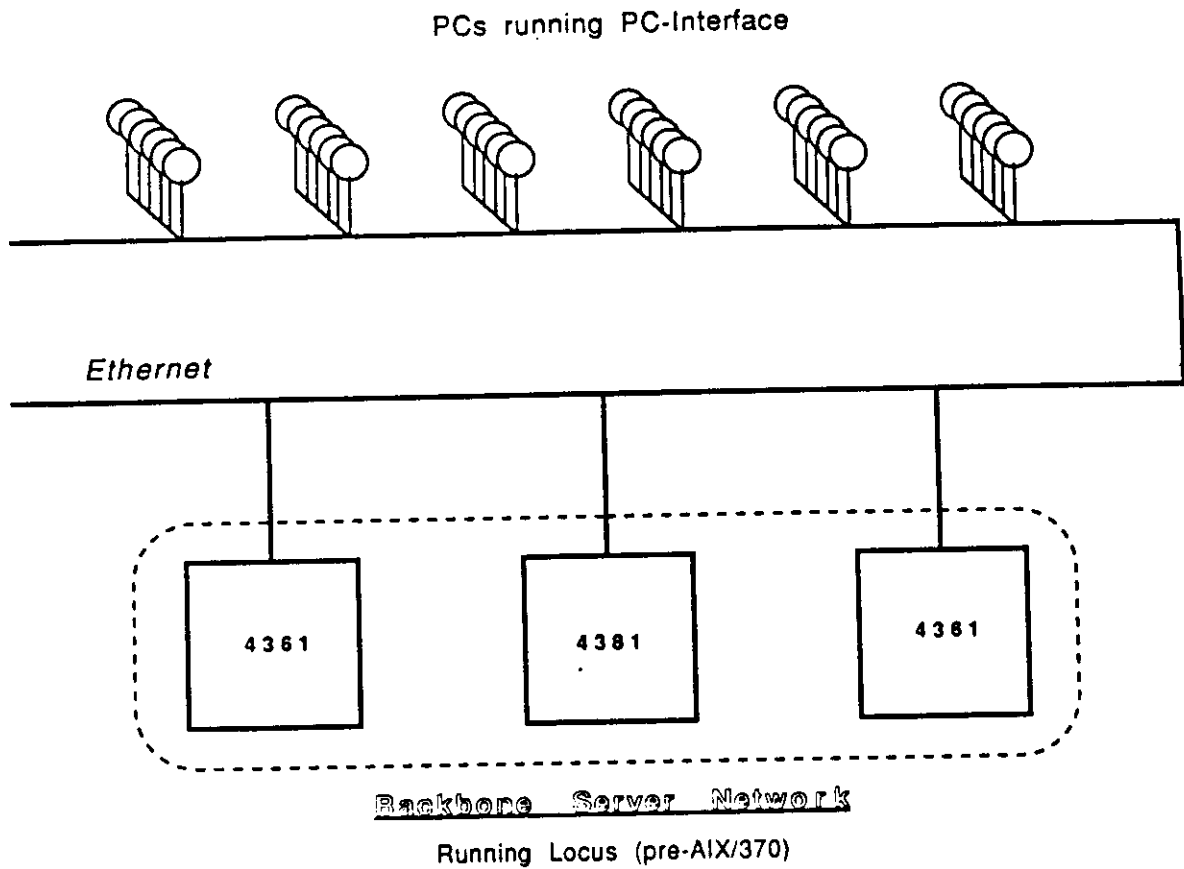 PCs running PC-Interface
Ethernet
4361
4381
4361
Backbone Server Network
Running Locus (pre-AIX/370)